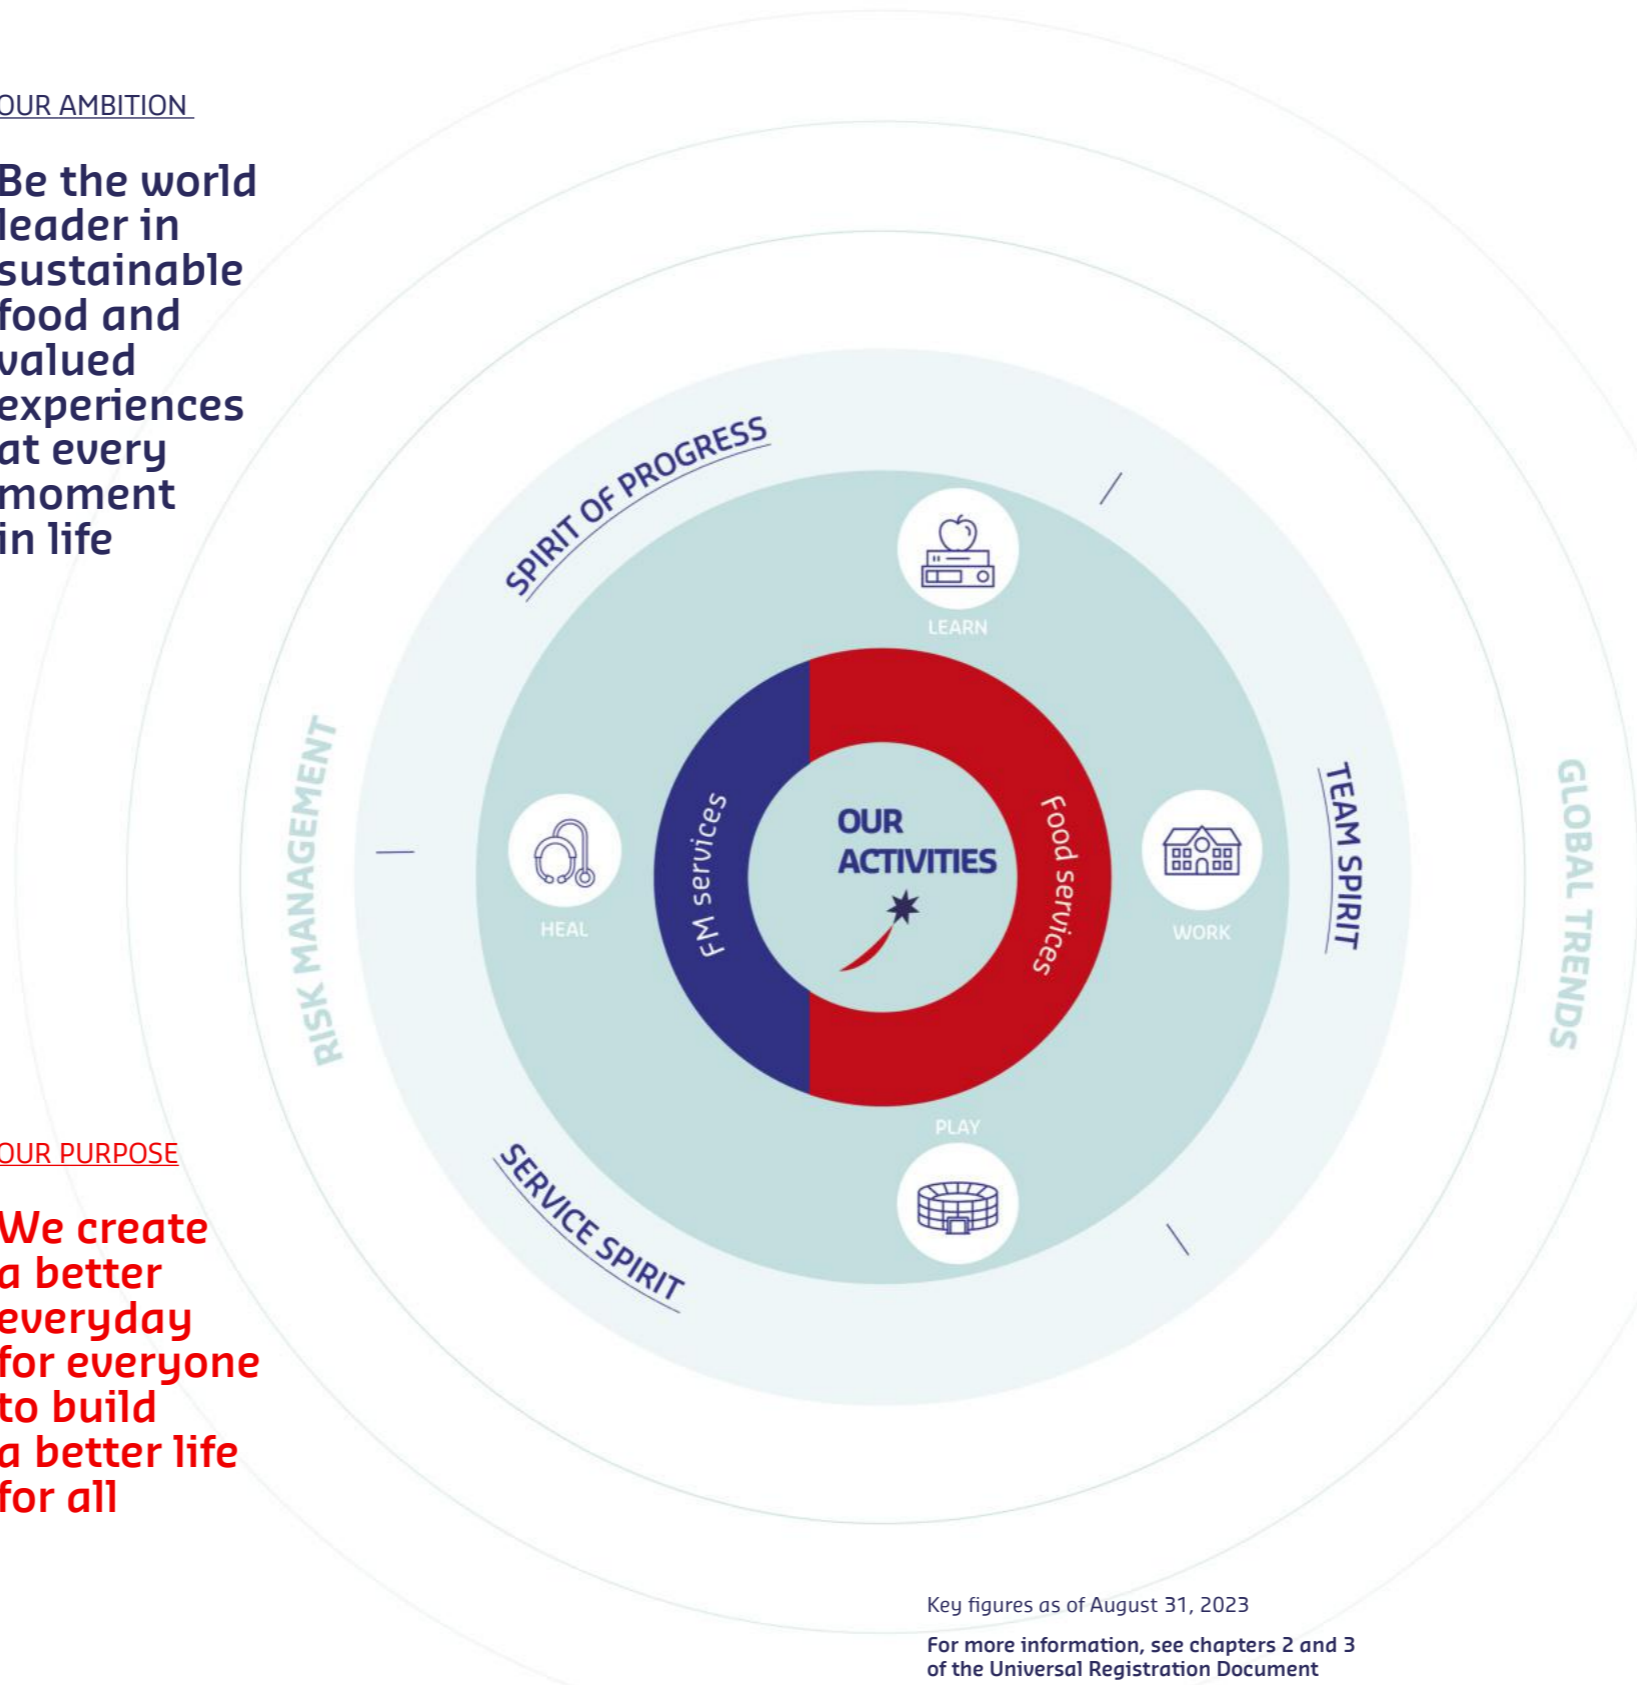 OUR AMBITION
Be the world
leader in
sustainable
food and
valued
experiences
at every
moment
in life
SPIRIT OF PROGRESS
LEARN
RISK MANAGEMENT
HEAL
FM services
OUR
ACTIVITIES
Food services
WORK
TEAM SPIRIT
GLOBAL TRENDS
PLAY
SERVICE SPIRIT
OUR PURPOSE
We create
a better
everyday
for everyone
to build
a better life
for all
Key figures as of August 31, 2023
For more information, see chapters 2 and 3
of the Universal Registration Document